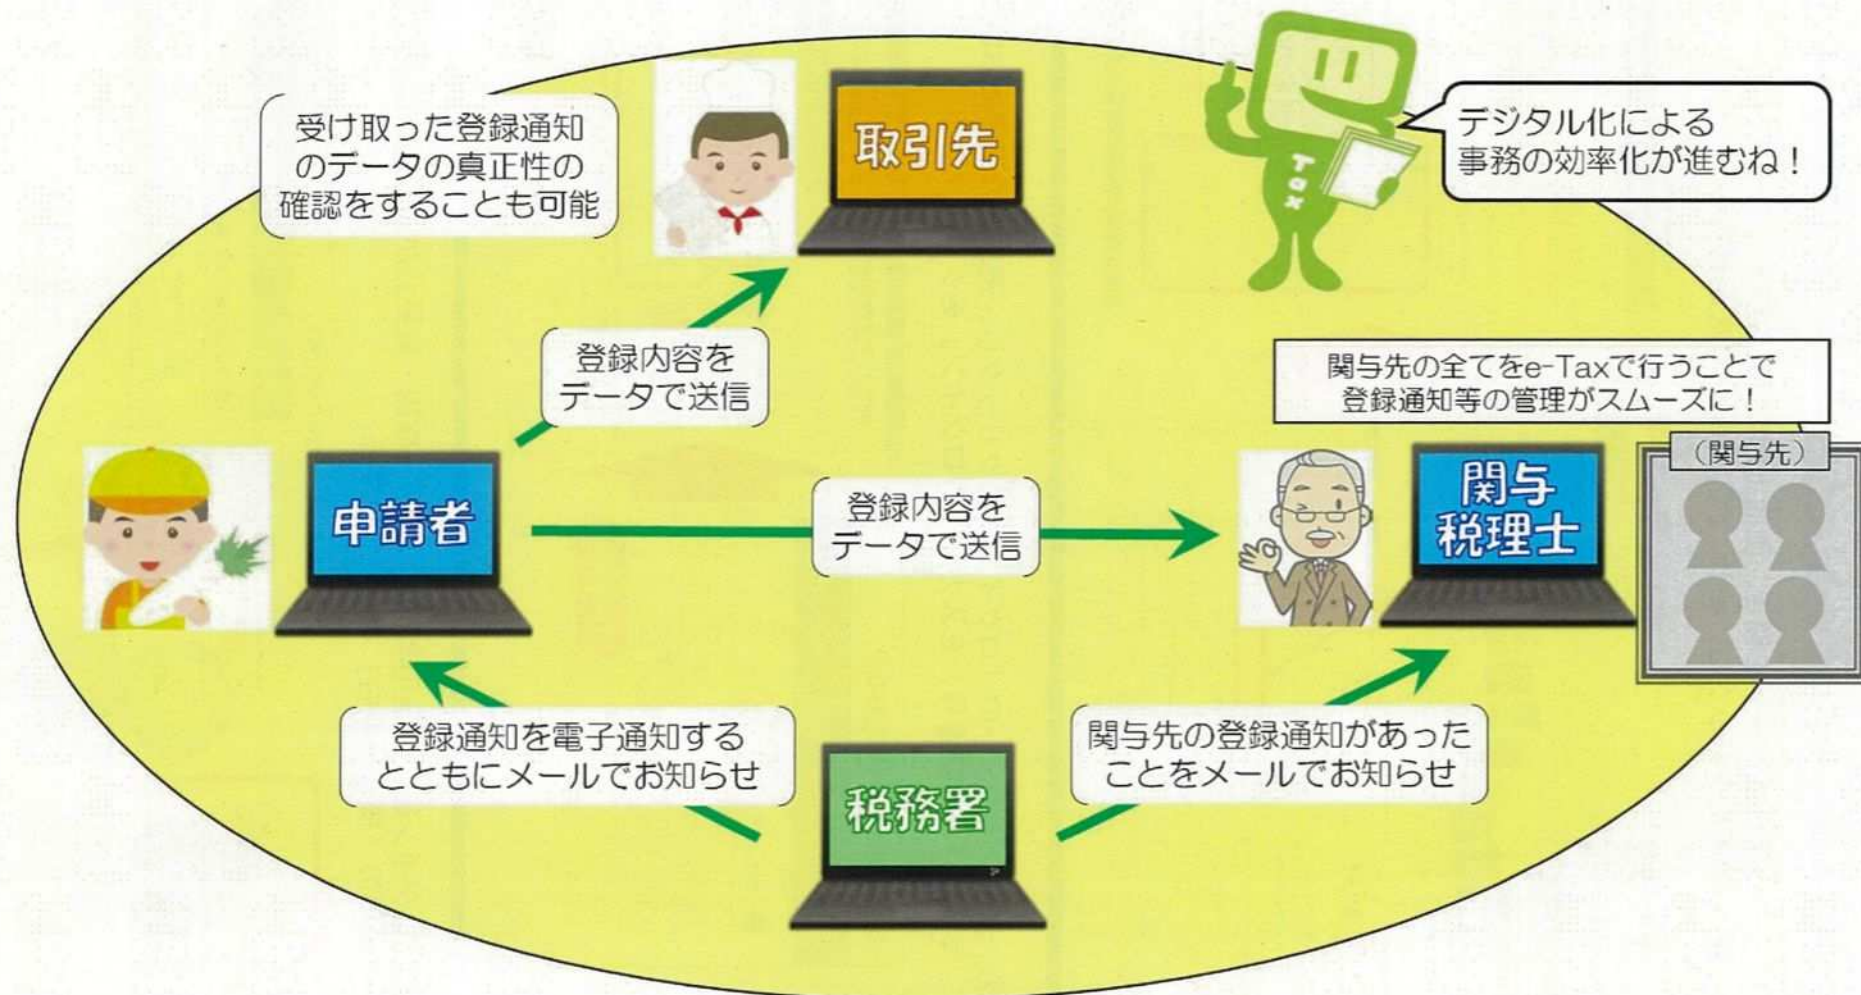 受け取った登録通知
のデータの真正性の
確認をすることも可能
取引先
Tax
デジタル化による
事務の効率化が進むね！
登録内容を
データで送信
関与先の全てをe-Taxで行うことで
登録通知等の管理がスムーズに！
申請者
登録内容を
データで送信
関与
税理士
（関与先）
登録通知を電子通知する
とともにメールでお知らせ
税務署
関与先の登録通知があった
ことをメールでお知らせ